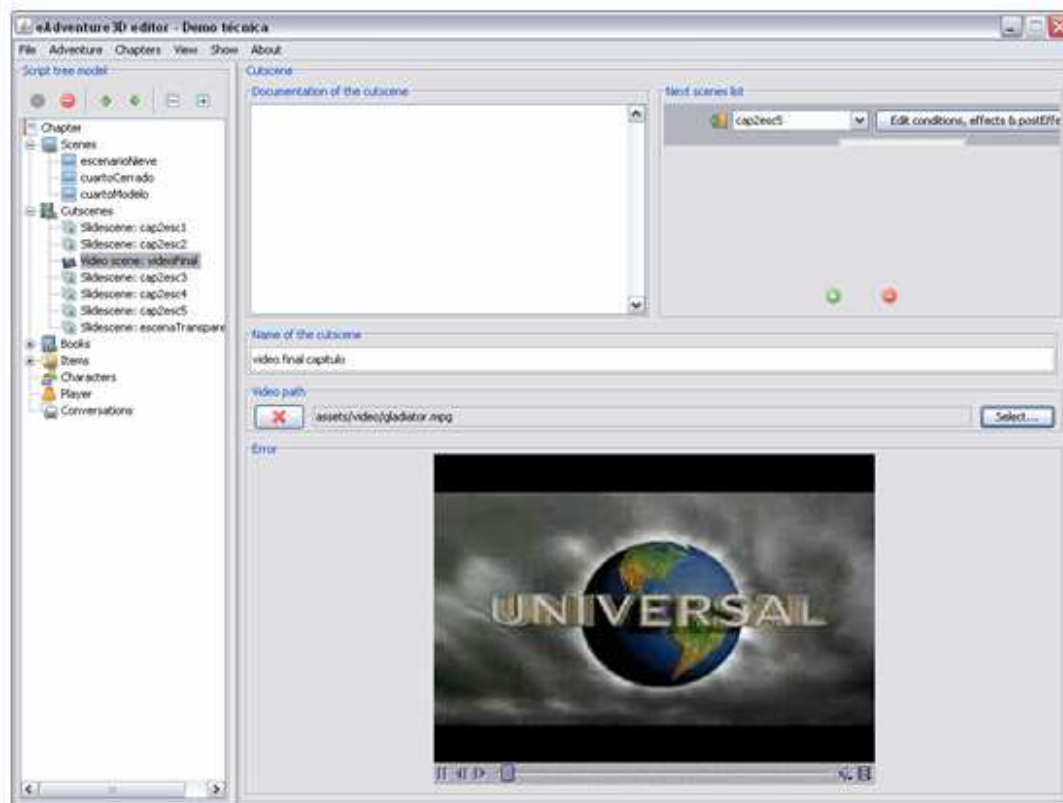 eAdventure3D editor - Demo técnica
File Adventure Chapters View Show About
Script tree model
Chapter
Scenes
escenarioNieve
cuartoCerrado
cuartoModelo
Cutscenes
Slidescene: cap2esc1
Slidescene: cap2esc2
Video scene: videoFinal
Slidescene: cap2esc3
Slidescene: cap2esc4
Slidescene: cap2esc5
Slidescene: escenaTranspare
Books
Items
Characters
Player
Conversations
Cutscene
Documentation of the cutscene
Next scenes list
cap2esc5 Edit conditions, effects & postEffe
Name of the cutscene
video final capitulo
Video path
assets/video/gladiator.mpg Select...
Error
UNIVERSAL